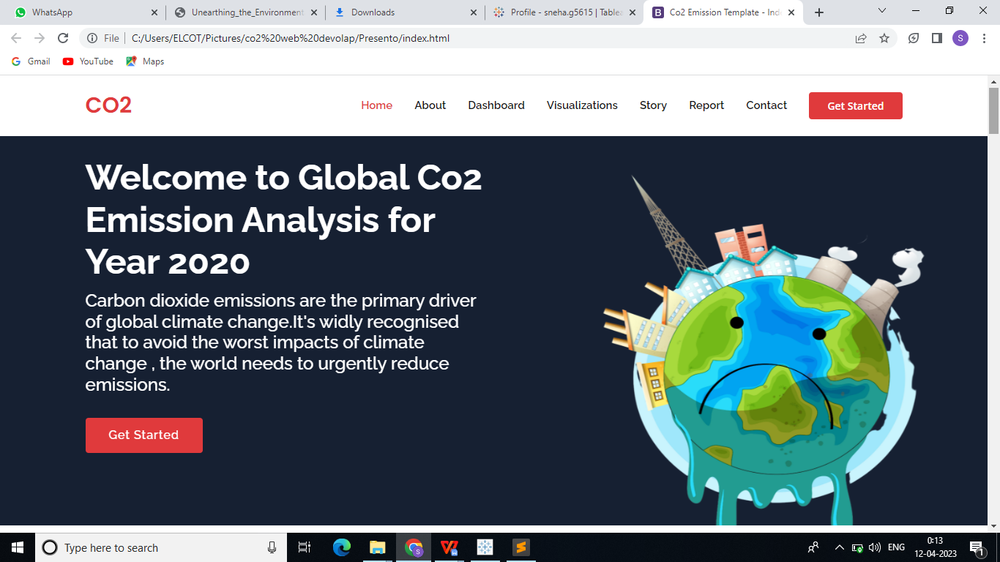 WhatsApp
Unearthing_the_Environment
Downloads
Profile - sneha.g5615 | Tablea
Co2 Emission Template - Ind
File
C:/Users/ELCOT/Pictures/co2%20web%20devolap/Presento/index.html
S
Gmail
YouTube
Maps
CO2
Home
About
Dashboard
Visualizations
Story
Report
Contact
Get Started
Welcome to Global Co2
Emission Analysis for
Year 2020
Carbon dioxide emissions are the primary driver
of global climate change.It's widly recognised
that to avoid the worst impacts of climate
change , the world needs to urgently reduce
emissions.
Get Started
Type here to search
ENG
0:13
12-04-2023
1